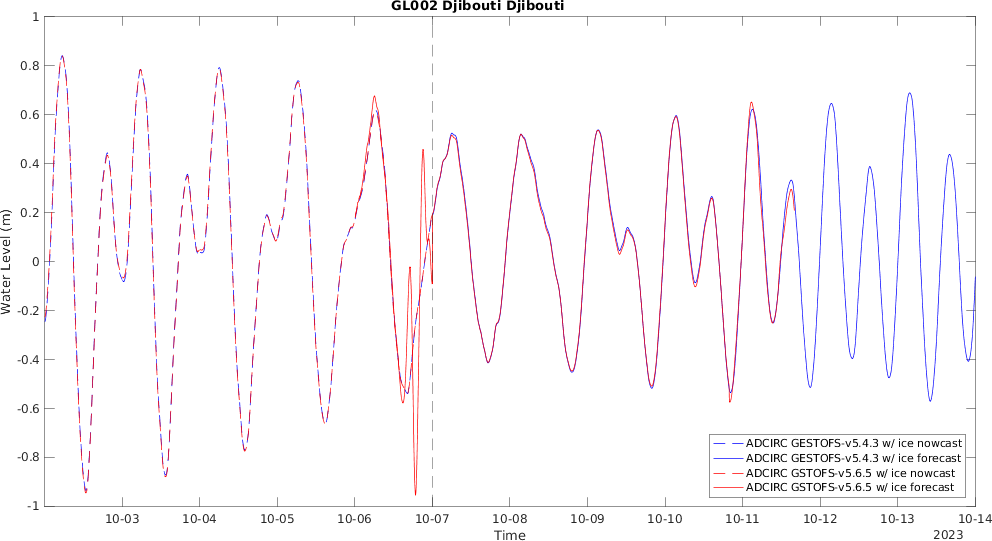 GL002 Djibouti Djibouti
1
0.8
0.6
0.4
0.2
0
-0.2
-0.4
-0.6
-0.8
-1
Water Level (m)
ADCIRC GESTOFS-v5.4.3 w/ ice nowcast
ADCIRC GESTOFS-v5.4.3 w/ ice forecast
ADCIRC GSTOFS-v5.6.5 w/ ice nowcast
ADCIRC GSTOFS-v5.6.5 w/ ice forecast
10-03 10-04 10-05 10-06 10-07 10-08 10-09 10-10 10-11 10-12 10-13 10-14
Time
2023